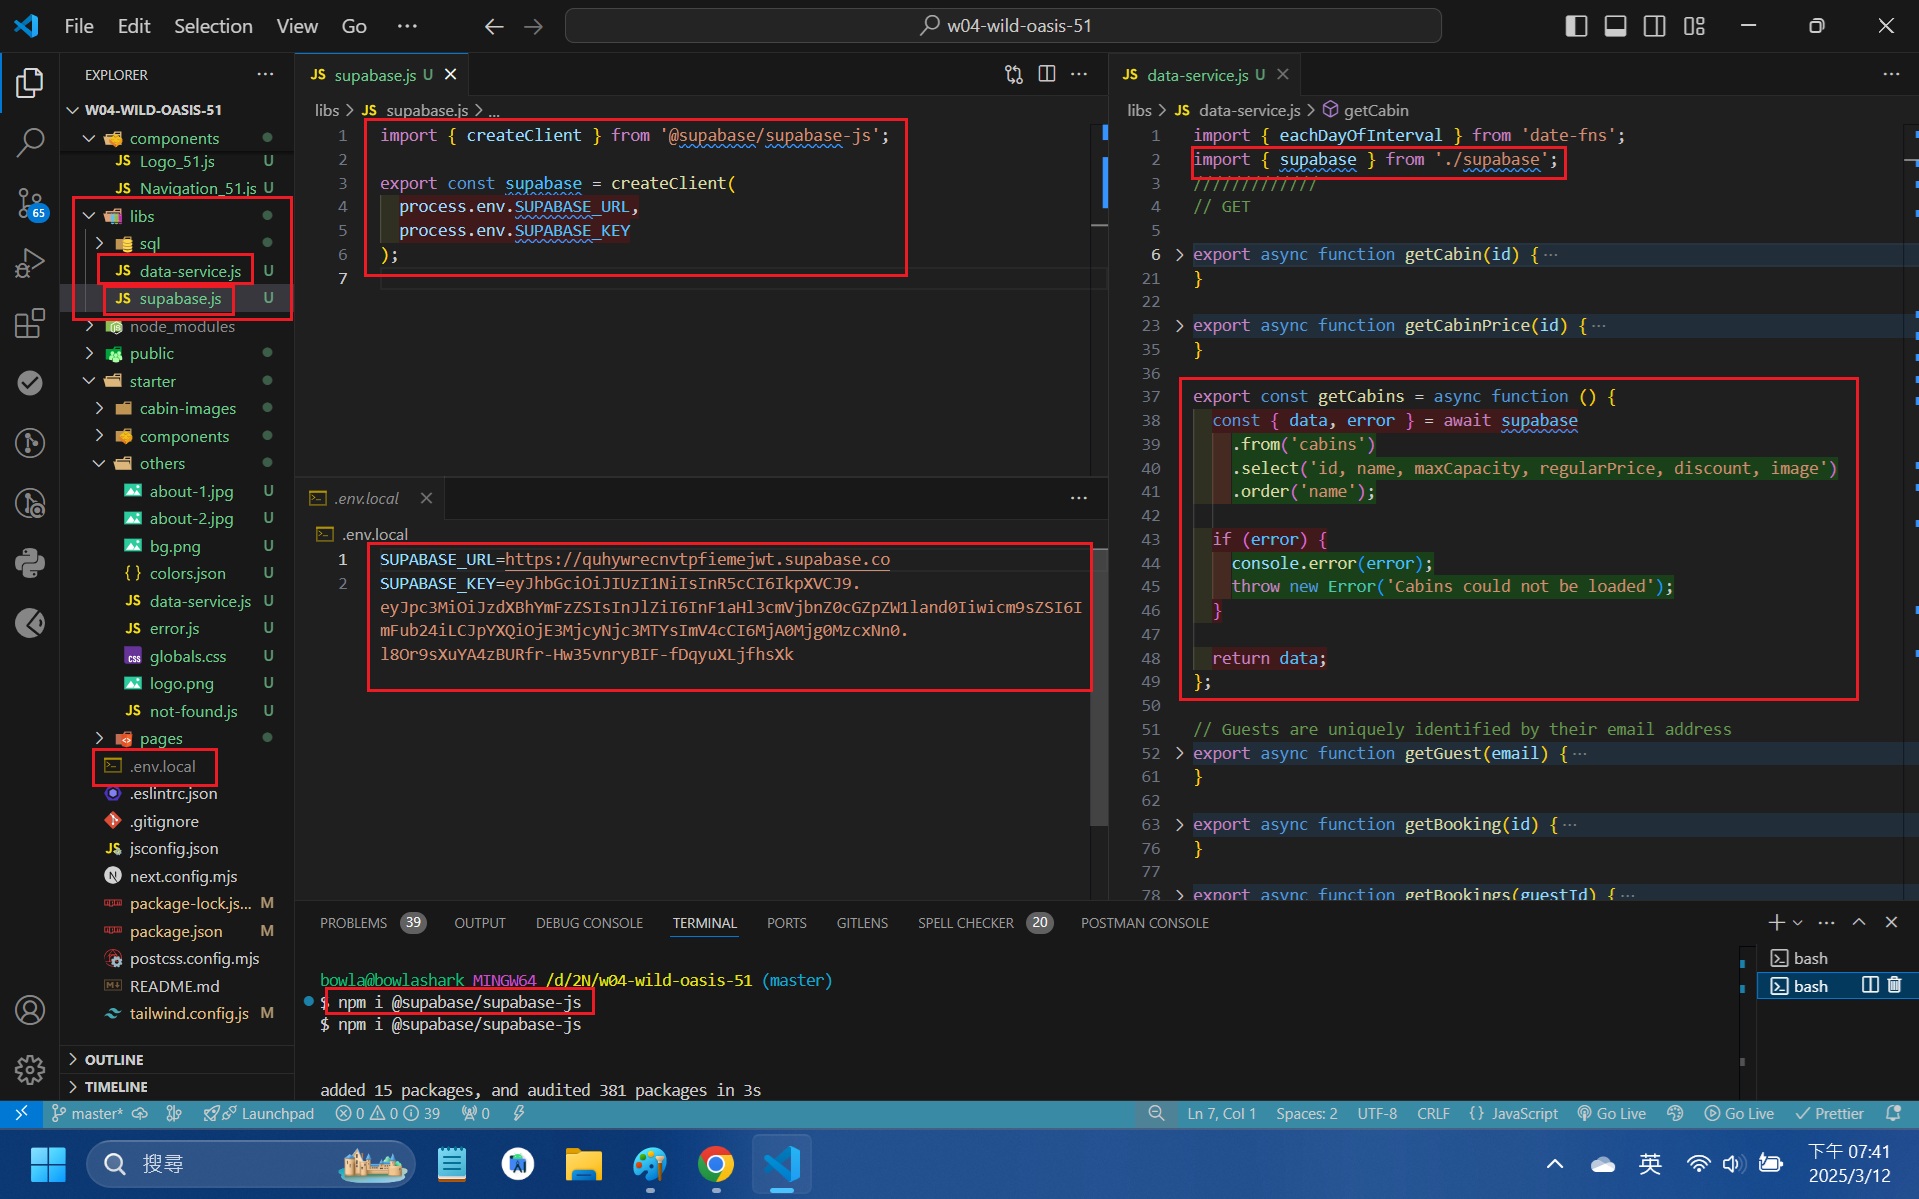 File Edit Selection View Go ··· w04-wild-oasis-51
EXPLORER ···
W04-WILD-OASIS-51
components
Logo_51.js U
Navigation_51.js U
libs
sql
data-service.js U
supabase.js U
node_modules
public
starter
cabin-images
components
others
about-1.jpg U
about-2.jpg U
bg.png U
colors.json U
data-service.js U
error.js U
globals.css U
logo.png U
not-found.js U
pages
.env.local
.eslintrc.json
.gitignore
jsconfig.json
next.config.mjs
package-lock.js... M
package.json M
postcss.config.mjs
README.md
tailwind.config.js M
OUTLINE
TIMELINE
JS supabase.js U
libs > JS supabase.js > ...
1 import { createClient } from '@supabase/supabase-js';
2
3 export const supabase = createClient(
4 process.env.SUPABASE_URL,
5 process.env.SUPABASE_KEY
6 );
7
.env.local
.env.local
1 SUPABASE_URL=https://quhywrecnvtpfiemejwt.supabase.co
2 SUPABASE_KEY=eyJhbGciOiJIUzI1NiIsInR5cCI6IkpXVCJ9.
eyJpc3MiOiJzdXBhYmFzZSIsInJlZiI6InF1aHl3cmVjbnZ0cGZpZW1land0Iiwicm9sZSI6I
mFub24iLCJpYXQiOjE3MjcyNjc3MTYsImV4cCI6MjA0Mjg0MzcxNn0.
l8Or9sXuYA4zBURfr-Hw35vnryBIF-fDqyuXLjfhsXk
JS data-service.js U
libs > JS data-service.js > getCabin
1 import { eachDayOfInterval } from 'date-fns';
2 import { supabase } from './supabase';
3 /////////////
4 // GET
5
6 export async function getCabin(id) {···
21 }
22
23 export async function getCabinPrice(id) {···
35 }
36
37 export const getCabins = async function () {
38 const { data, error } = await supabase
39 .from('cabins')
40 .select('id, name, maxCapacity, regularPrice, discount, image')
41 .order('name');
42
43 if (error) {
44 console.error(error);
45 throw new Error('Cabins could not be loaded');
46 }
47
48 return data;
49 };
50
51 // Guests are uniquely identified by their email address
52 export async function getGuest(email) {···
61 }
62
63 export async function getBooking(id) {···
76 }
77
78 export async function getBookings(guestId) {···
PROBLEMS 39 OUTPUT DEBUG CONSOLE TERMINAL PORTS GITLENS SPELL CHECKER 20 POSTMAN CONSOLE
bowla@bowlashark MINGW64 /d/2N/w04-wild-oasis-51 (master)
$ npm i @supabase/supabase-js
$ npm i @supabase/supabase-js
added 15 packages, and audited 381 packages in 3s
bash
bash
65
master* Launchpad 0 0 39 0 Ln 7, Col 1 Spaces: 2 UTF-8 CRLF {} JavaScript Go Live Go Live Prettier
搜尋
英
下午 07:41
2025/3/12